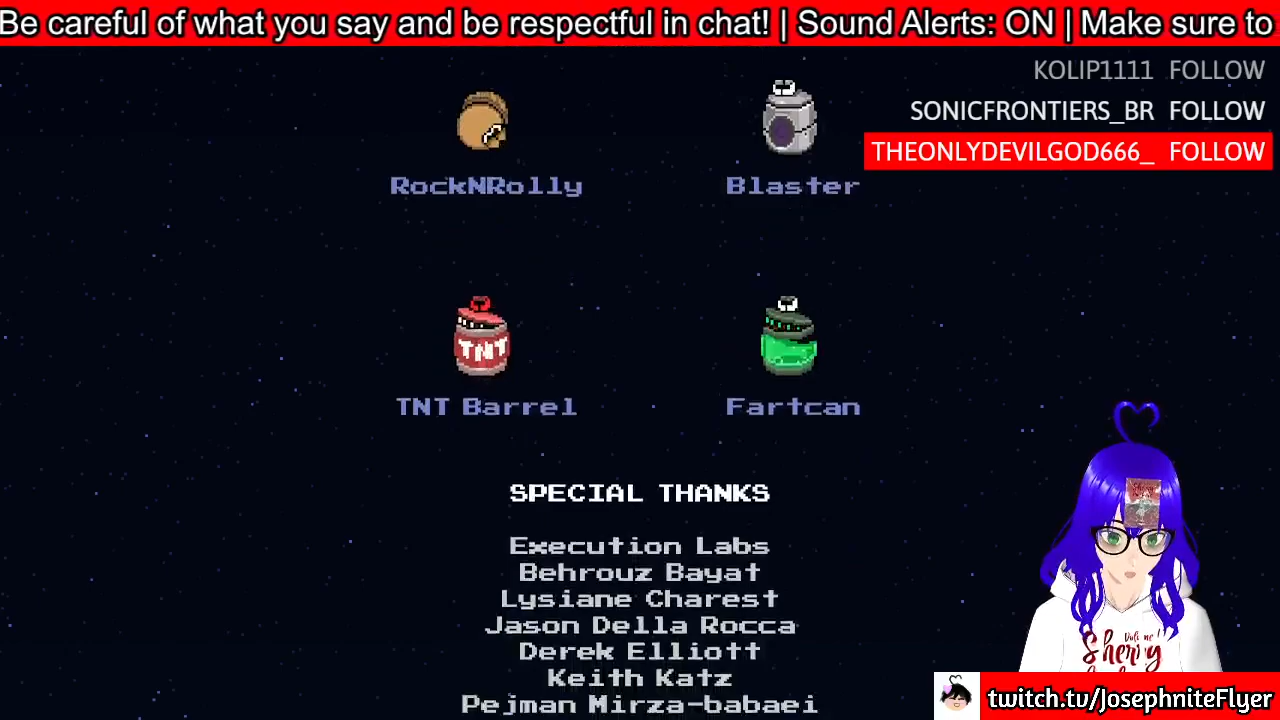 Be careful of what you say and be respectful in chat! | Sound Alerts: ON | Make sure to
KOLIP1111 FOLLOW
SONICFRONTIERS_BR FOLLOW
THEONLYDEVILGOD666_ FOLLOW
RockNRolly Blaster
TNT
TNT Barrel Fartcan
SPECIAL THANKS
Execution Labs
Behrouz Bayat
Lysiane Charest
Jason Della Rocca
Derek Elliott
Keith Katz
Pejman Mirza-babaei
Sherry
twitch.tv/JosephniteFlyer